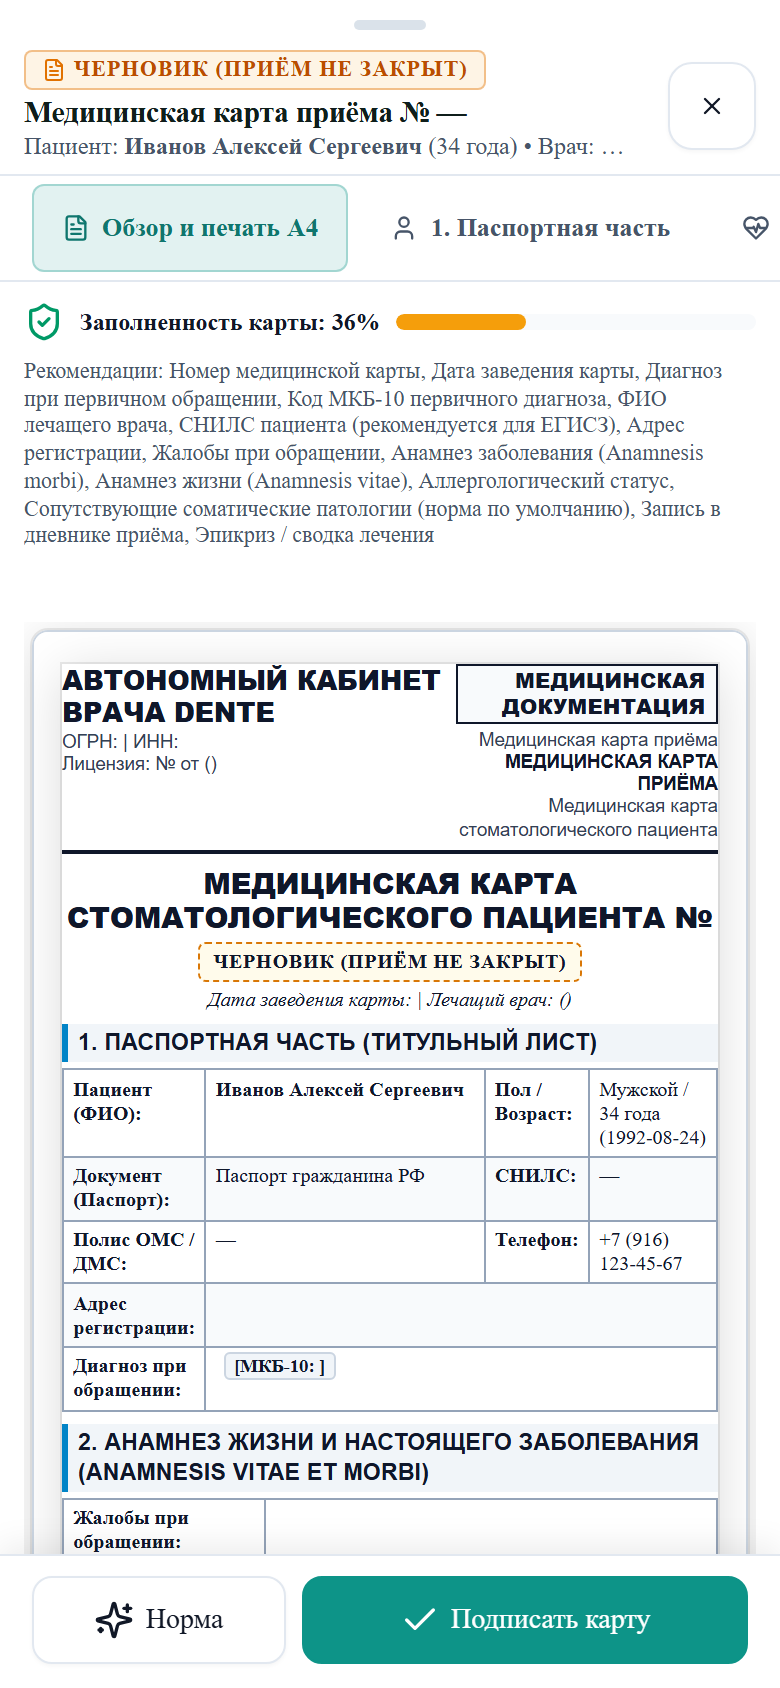 ЧЕРНОВИК (ПРИЁМ НЕ ЗАКРЫТ)
Медицинская карта приёма № —
Пациент: Иванов Алексей Сергеевич (34 года) • Врач: …
Обзор и печать А4
1. Паспортная часть
Заполненность карты: 36%
Рекомендации: Номер медицинской карты, Дата заведения карты, Диагноз
при первичном обращении, Код МКБ-10 первичного диагноза, ФИО
лечащего врача, СНИЛС пациента (рекомендуется для ЕГИСЗ), Адрес
регистрации, Жалобы при обращении, Анамнез заболевания (Anamnesis
morbi), Анамнез жизни (Anamnesis vitae), Аллергологический статус,
Сопутствующие соматические патологии (норма по умолчанию), Запись в
дневнике приёма, Эпикриз / сводка лечения
АВТОНОМНЫЙ КАБИНЕТ
ВРАЧА DENTE
ОГРН: | ИНН:
Лицензия: № от ()
МЕДИЦИНСКАЯ
ДОКУМЕНТАЦИЯ
Медицинская карта приёма
МЕДИЦИНСКАЯ КАРТА
ПРИЁМА
Медицинская карта
стоматологического пациента
МЕДИЦИНСКАЯ КАРТА
СТОМАТОЛОГИЧЕСКОГО ПАЦИЕНТА №
ЧЕРНОВИК (ПРИЁМ НЕ ЗАКРЫТ)
Дата заведения карты: | Лечащий врач: ()
1. ПАСПОРТНАЯ ЧАСТЬ (ТИТУЛЬНЫЙ ЛИСТ)
Пациент
(ФИО):
Иванов Алексей Сергеевич
Пол /
Возраст:
Мужской /
34 года
(1992-08-24)
Документ
(Паспорт):
Паспорт гражданина РФ
СНИЛС:
—
Полис ОМС /
ДМС:
—
Телефон:
+7 (916)
123-45-67
Адрес
регистрации:
Диагноз при
обращении:
[МКБ-10: ]
2. АНАМНЕЗ ЖИЗНИ И НАСТОЯЩЕГО ЗАБОЛЕВАНИЯ
(ANAMNESIS VITAE ET MORBI)
Жалобы при
обращении:
Норма
Подписать карту